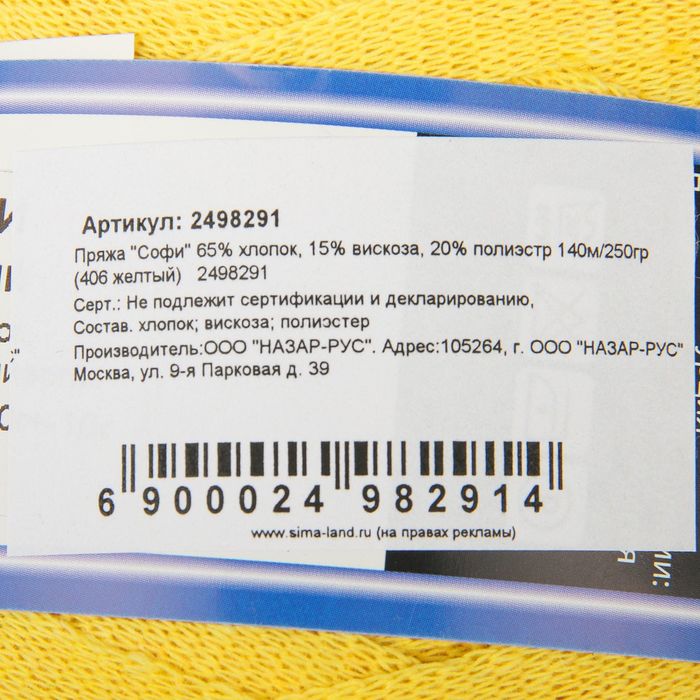 Артикул: 2498291
Пряжа "Софи" 65% хлопок, 15% вискоза, 20% полиэстр 140м/250гр
(406 желтый) 2498291
Серт.: Не подлежит сертификации и декларированию,
Состав. хлопок; вискоза; полиэстер
Производитель:ООО "НАЗАР-РУС". Адрес:105264, г. ООО "НАЗАР-РУС"
Москва, ул. 9-я Парковая д. 39
6 900024 982914
www.sima-land.ru (на правах рекламы)